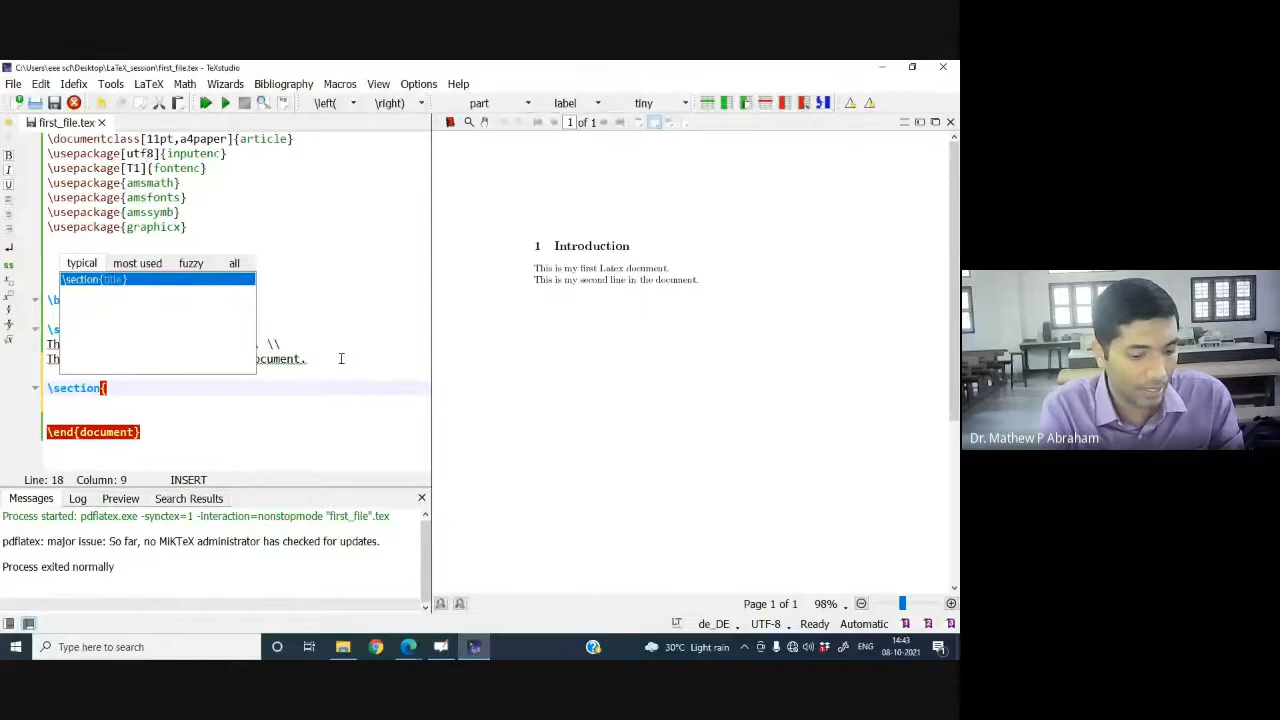 C:\Users\eee scl\Desktop\LaTeX_session\first_file.tex - TeXstudio
File Edit Idefix Tools LaTeX Math Wizards Bibliography Macros View Options Help
\left( \right) part label tiny
first_file.tex
1 of 1
\documentclass[11pt,a4paper]{article}
\usepackage[utf8]{inputenc}
\usepackage[T1]{fontenc}
\usepackage{amsmath}
\usepackage{amsfonts}
\usepackage{amssymb}
\usepackage{graphicx}
typical most used fuzzy all
\section{title}
\b
\s
Th . \\
Th ocument.
\section{
\end{document}
1 Introduction
This is my first Latex document.
This is my second line in the document.
Dr. Mathew P Abraham
Line: 18 Column: 9 INSERT
Messages Log Preview Search Results
Process started: pdflatex.exe -synctex=1 -interaction=nonstopmode "first_file".tex
pdflatex: major issue: So far, no MiKTeX administrator has checked for updates.
Process exited normally
Page 1 of 1 98%
de_DE UTF-8 Ready Automatic
Type here to search
30°C Light rain ENG
14:43
08-10-2021